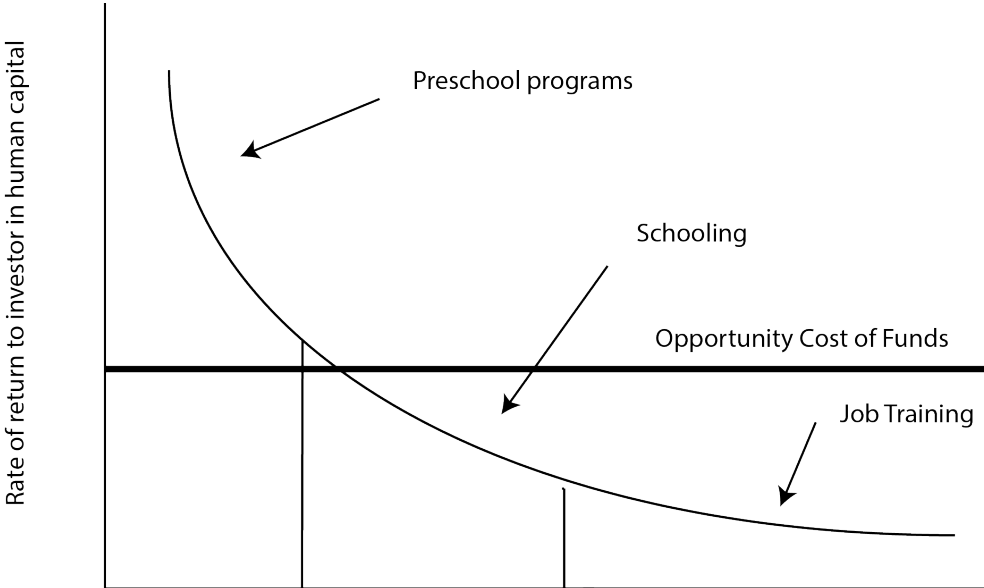 Rate of return to investor in human capital
Preschool programs
Schooling
Opportunity Cost of Funds
Job Training